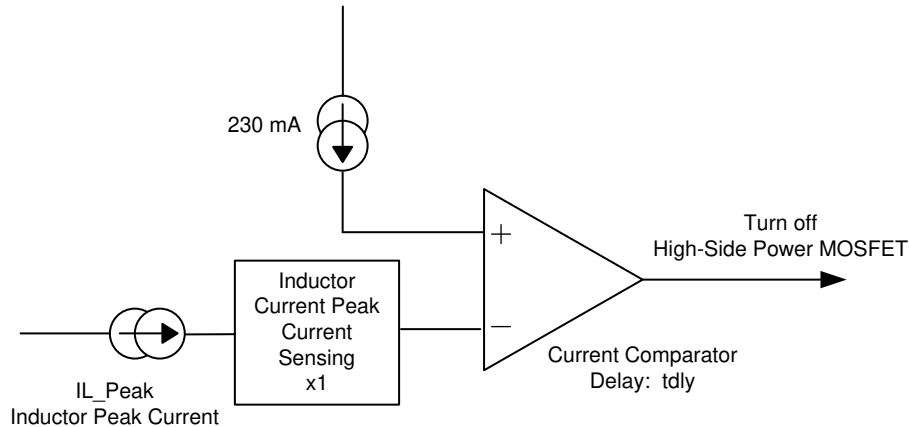 230 mA
+
Turn off
High-Side Power MOSFET
Inductor
Current Peak
Current
Sensing
x1
−
Current Comparator
Delay: tdly
IL_Peak
Inductor Peak Current